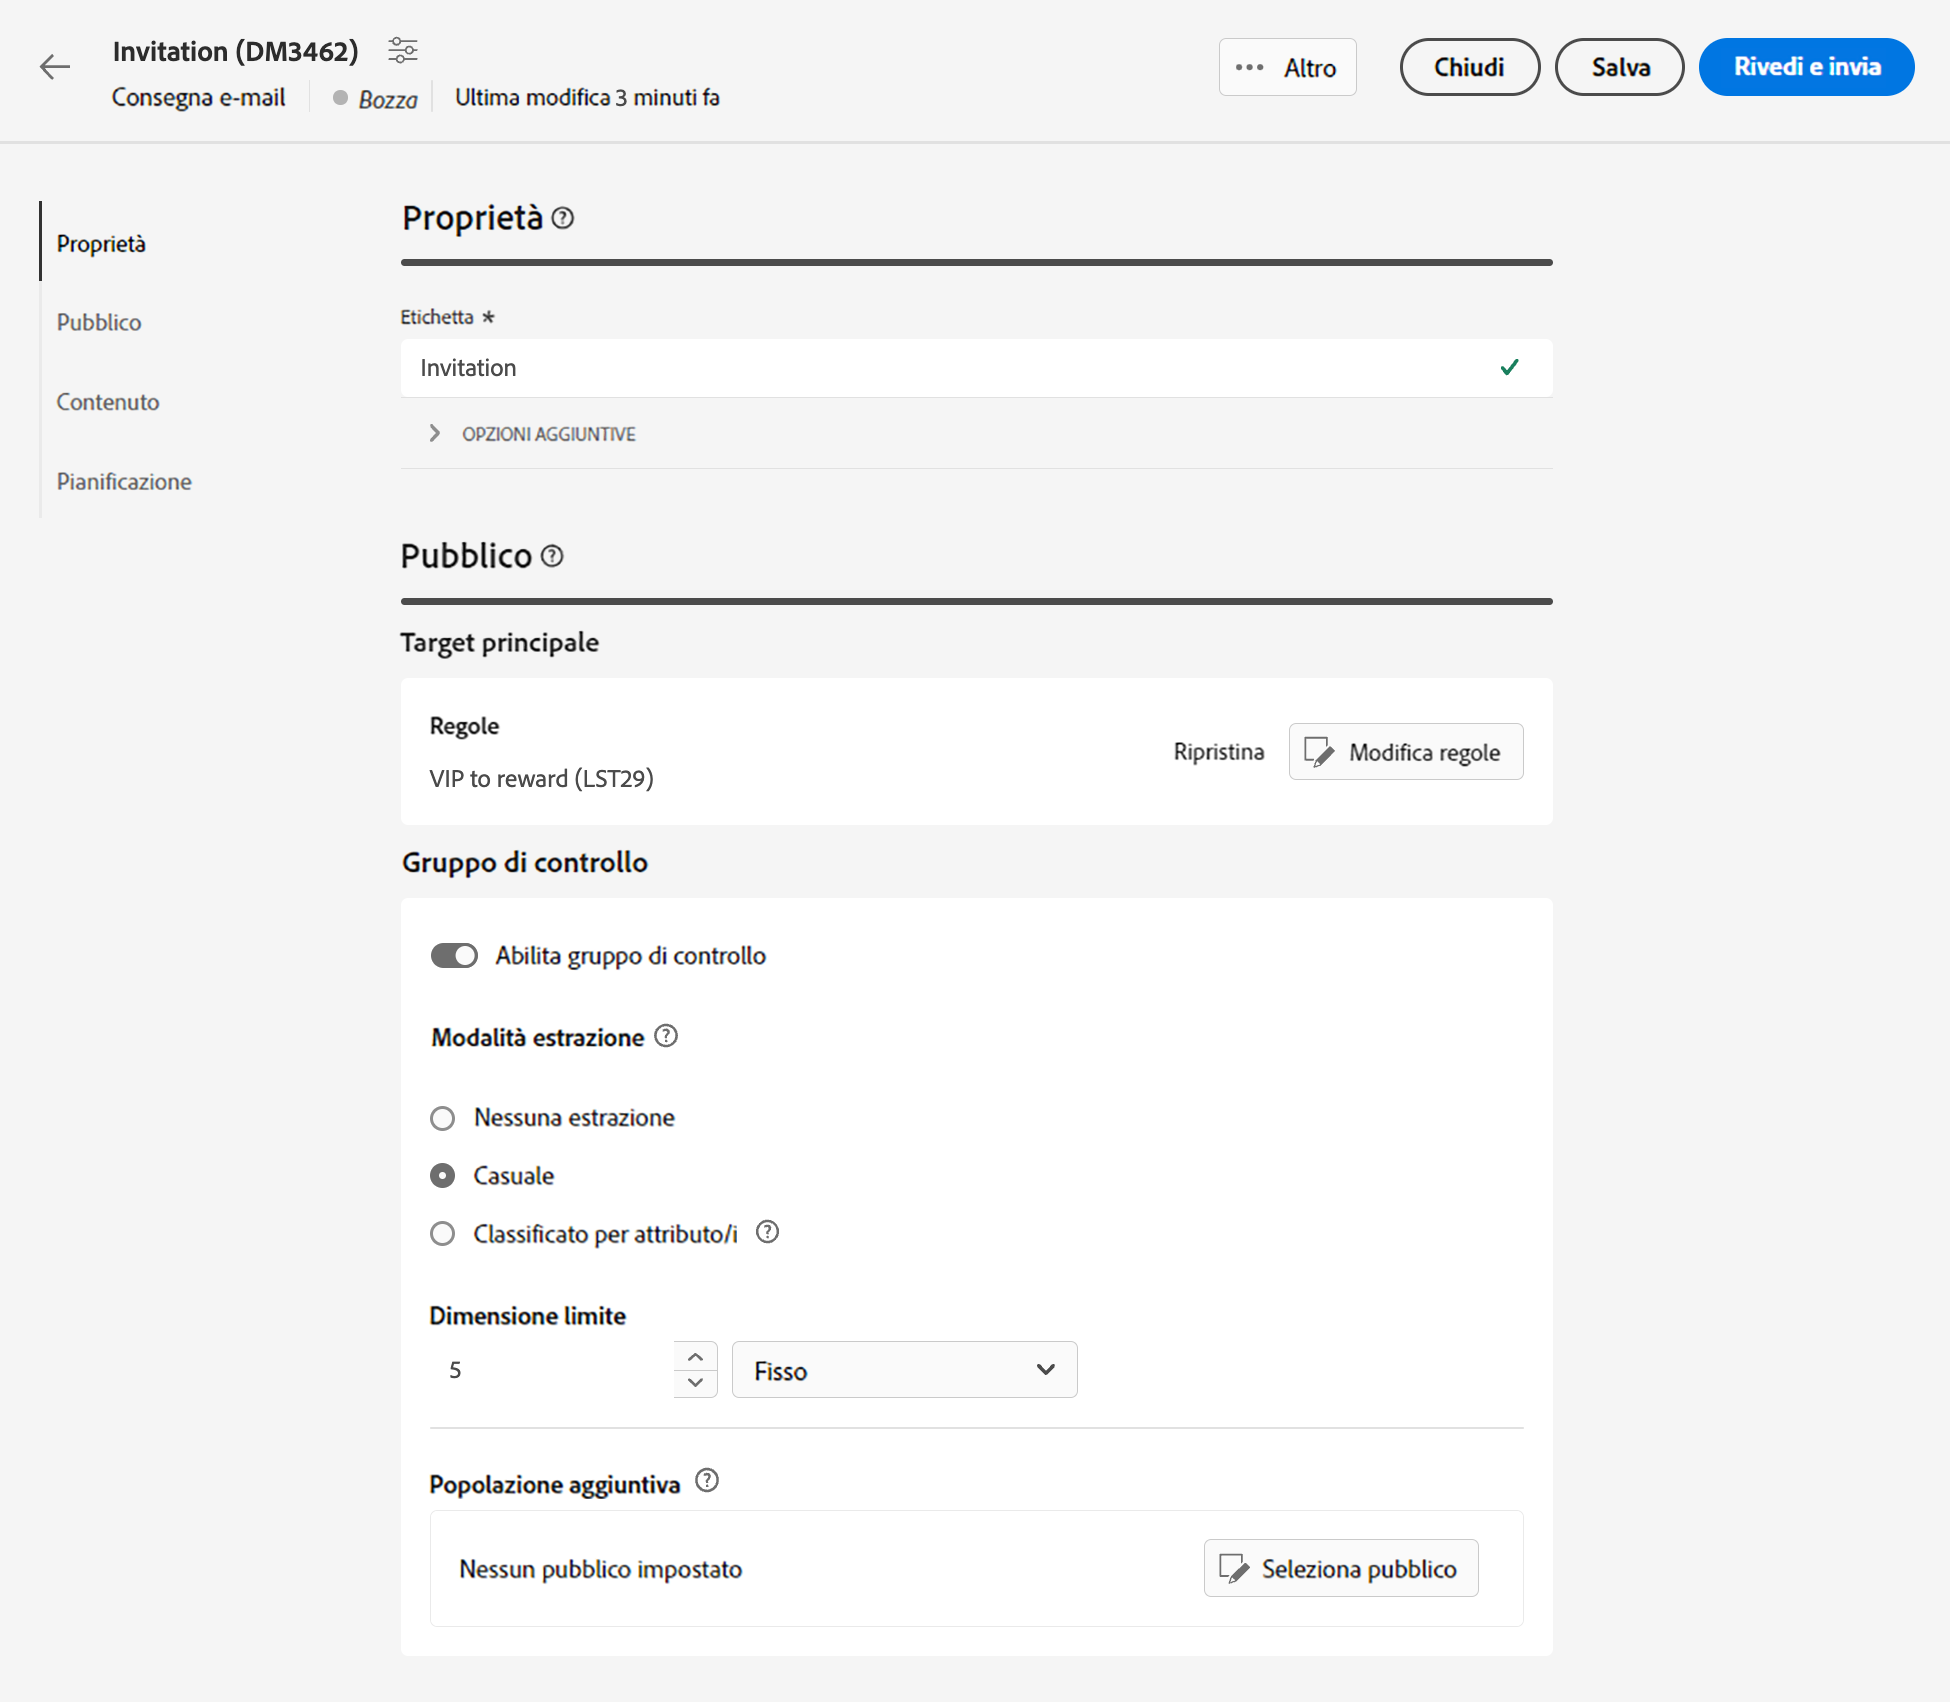 Invitation (DM3462)
Consegna e-mail
Bozza
Ultima modifica 3 minuti fa
Altro
Chiudi
Salva
Rivedi e invia
Proprietà
Pubblico
Contenuto
Pianificazione
Proprietà
Etichetta *
Invitation
OPZIONI AGGIUNTIVE
Pubblico
Target principale
Regole
VIP to reward (LST29)
Ripristina
Modifica regole
Gruppo di controllo
Abilita gruppo di controllo
Modalità estrazione
Nessuna estrazione
Casuale
Classificato per attributo/i
Dimensione limite
5
Fisso
Popolazione aggiuntiva
Nessun pubblico impostato
Seleziona pubblico